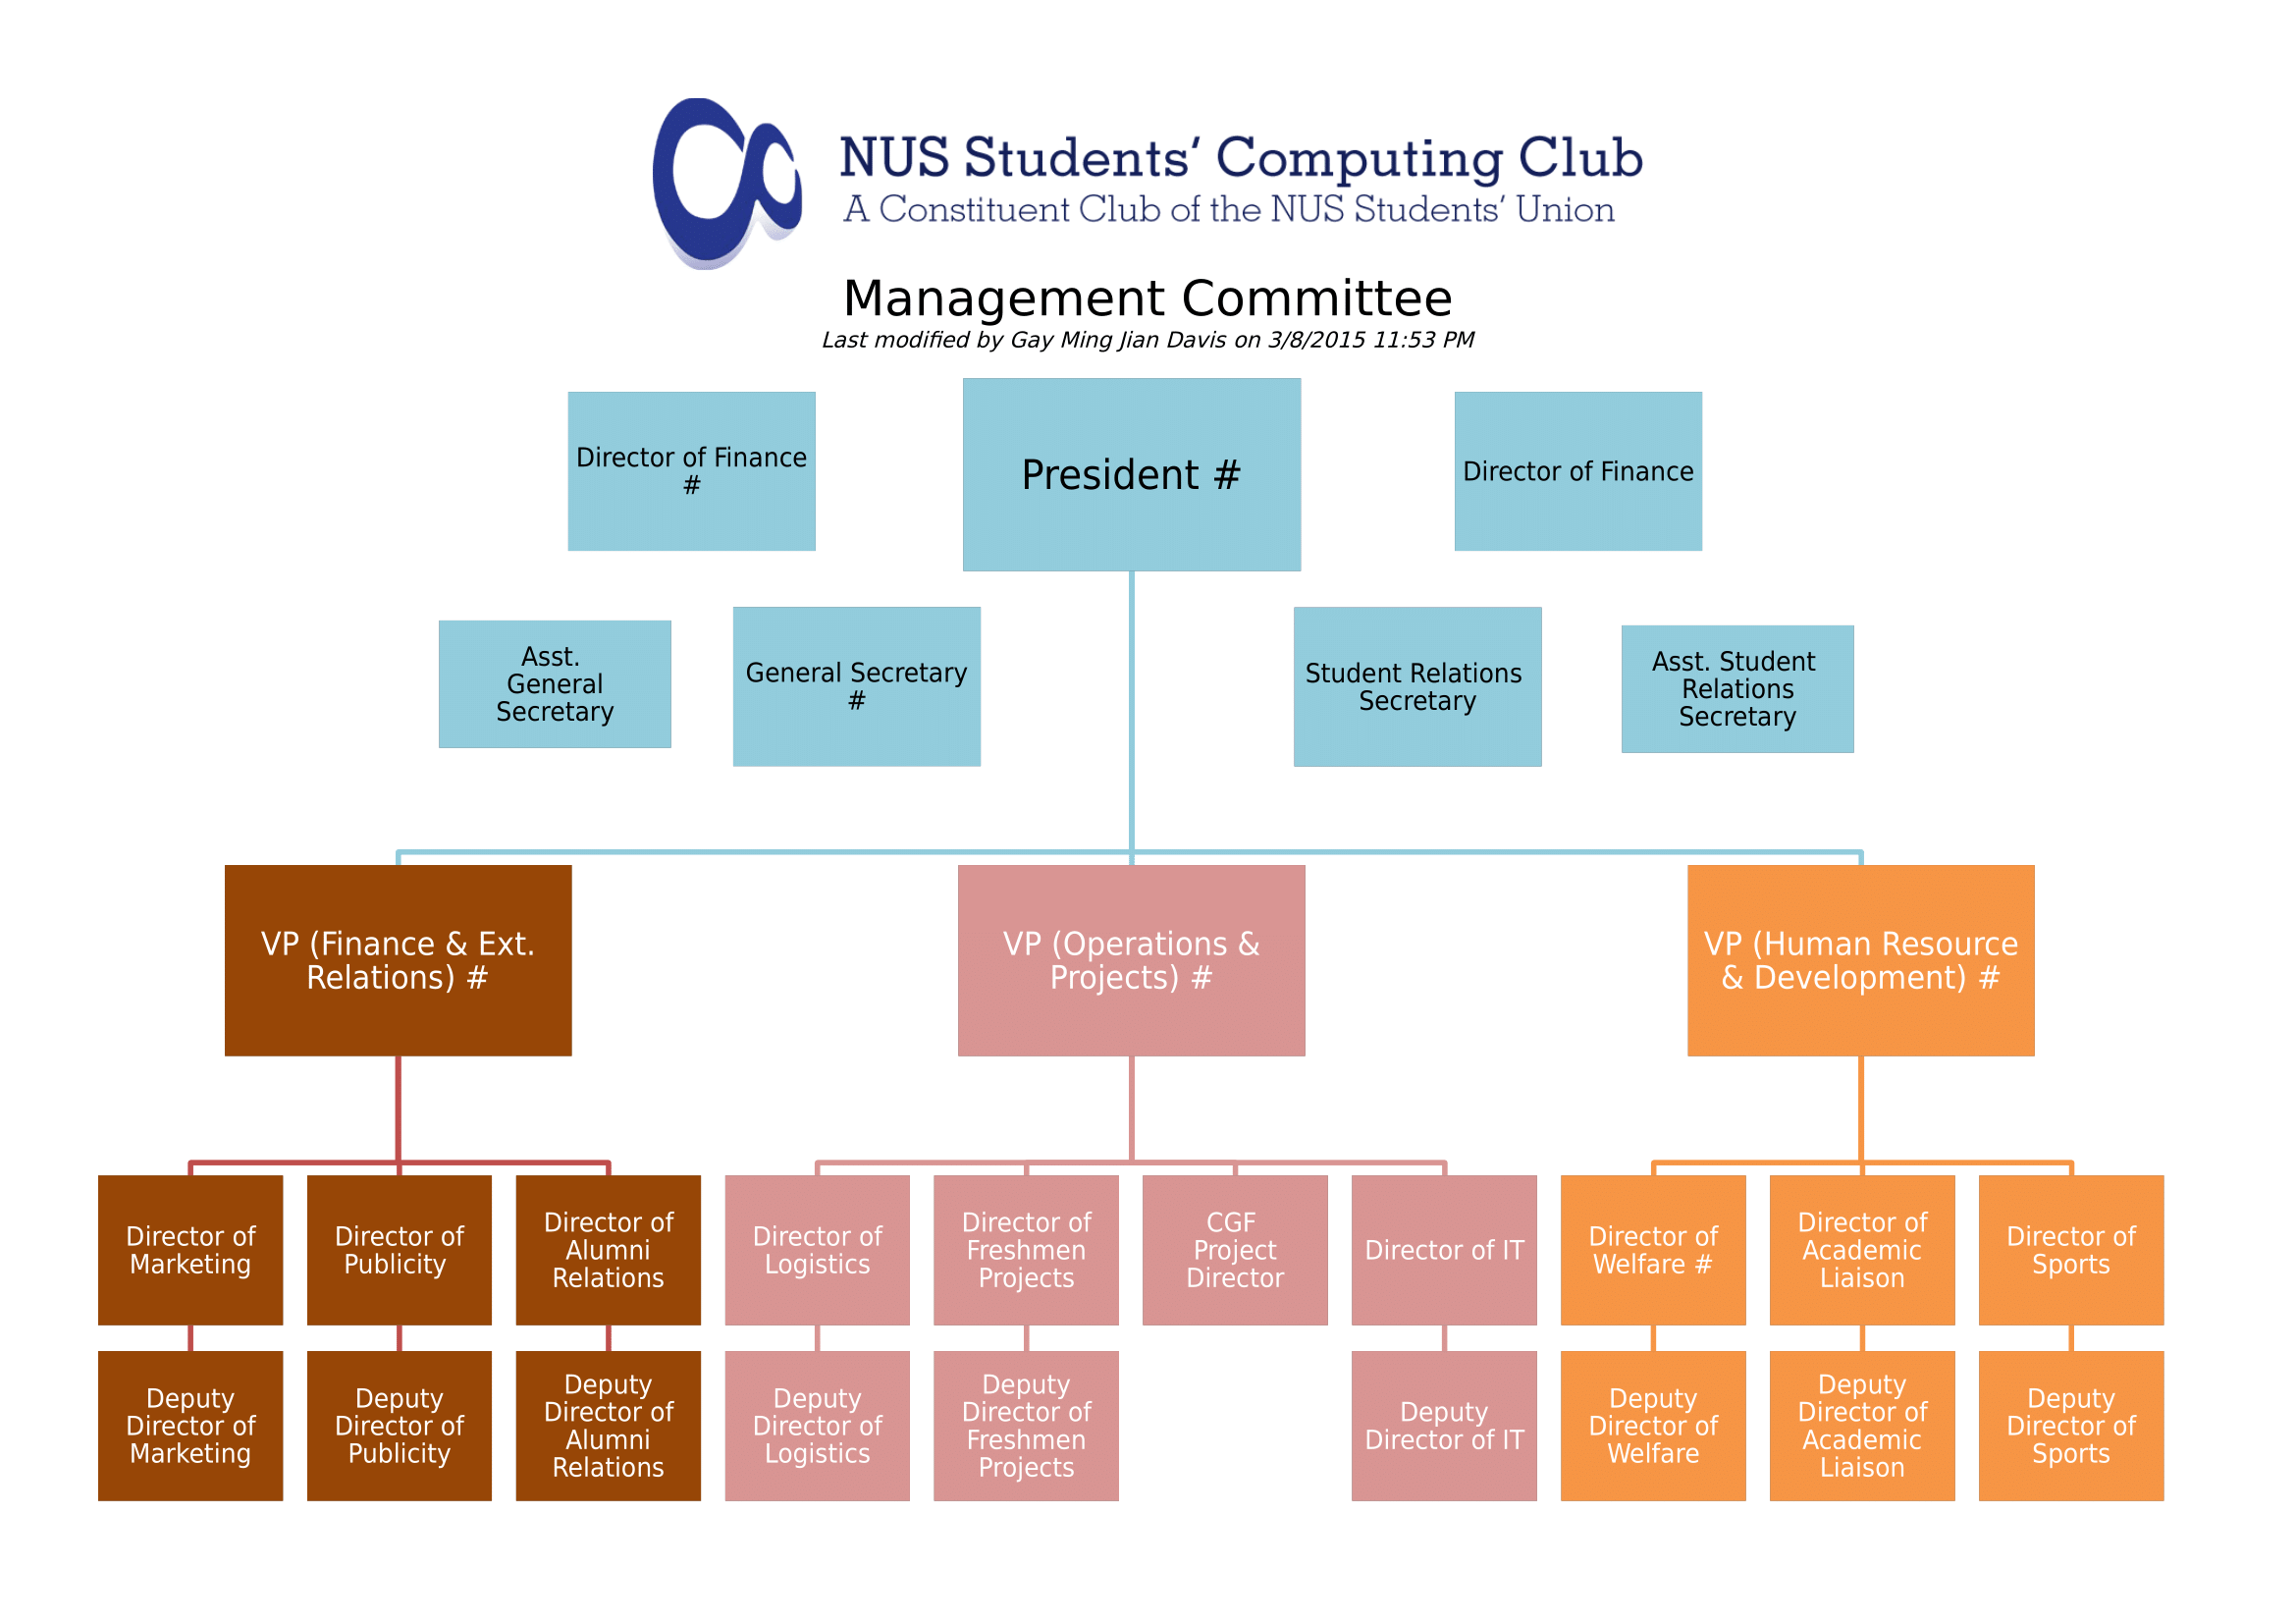 NUS Students' Computing Club
A Constituent Club of the NUS Students' Union
Management Committee
Last modified by Gay Ming Jian Davis on 3/8/2015 11:53 PM
Director of Finance
#
President #
Director of Finance
Asst.
General
Secretary
General Secretary
#
Student Relations
Secretary
Asst. Student
Relations
Secretary
VP (Finance & Ext.
Relations) #
VP (Operations &
Projects) #
VP (Human Resource
& Development) #
Director of
Marketing
Director of
Publicity
Director of
Alumni
Relations
Director of
Logistics
Director of
Freshmen
Projects
CGF
Project
Director
Director of IT
Director of
Welfare #
Director of
Academic
Liaison
Director of
Sports
Deputy
Director of
Marketing
Deputy
Director of
Publicity
Deputy
Director of
Alumni
Relations
Deputy
Director of
Logistics
Deputy
Director of
Freshmen
Projects
Deputy
Director of IT
Deputy
Director of
Welfare
Deputy
Director of
Academic
Liaison
Deputy
Director of
Sports